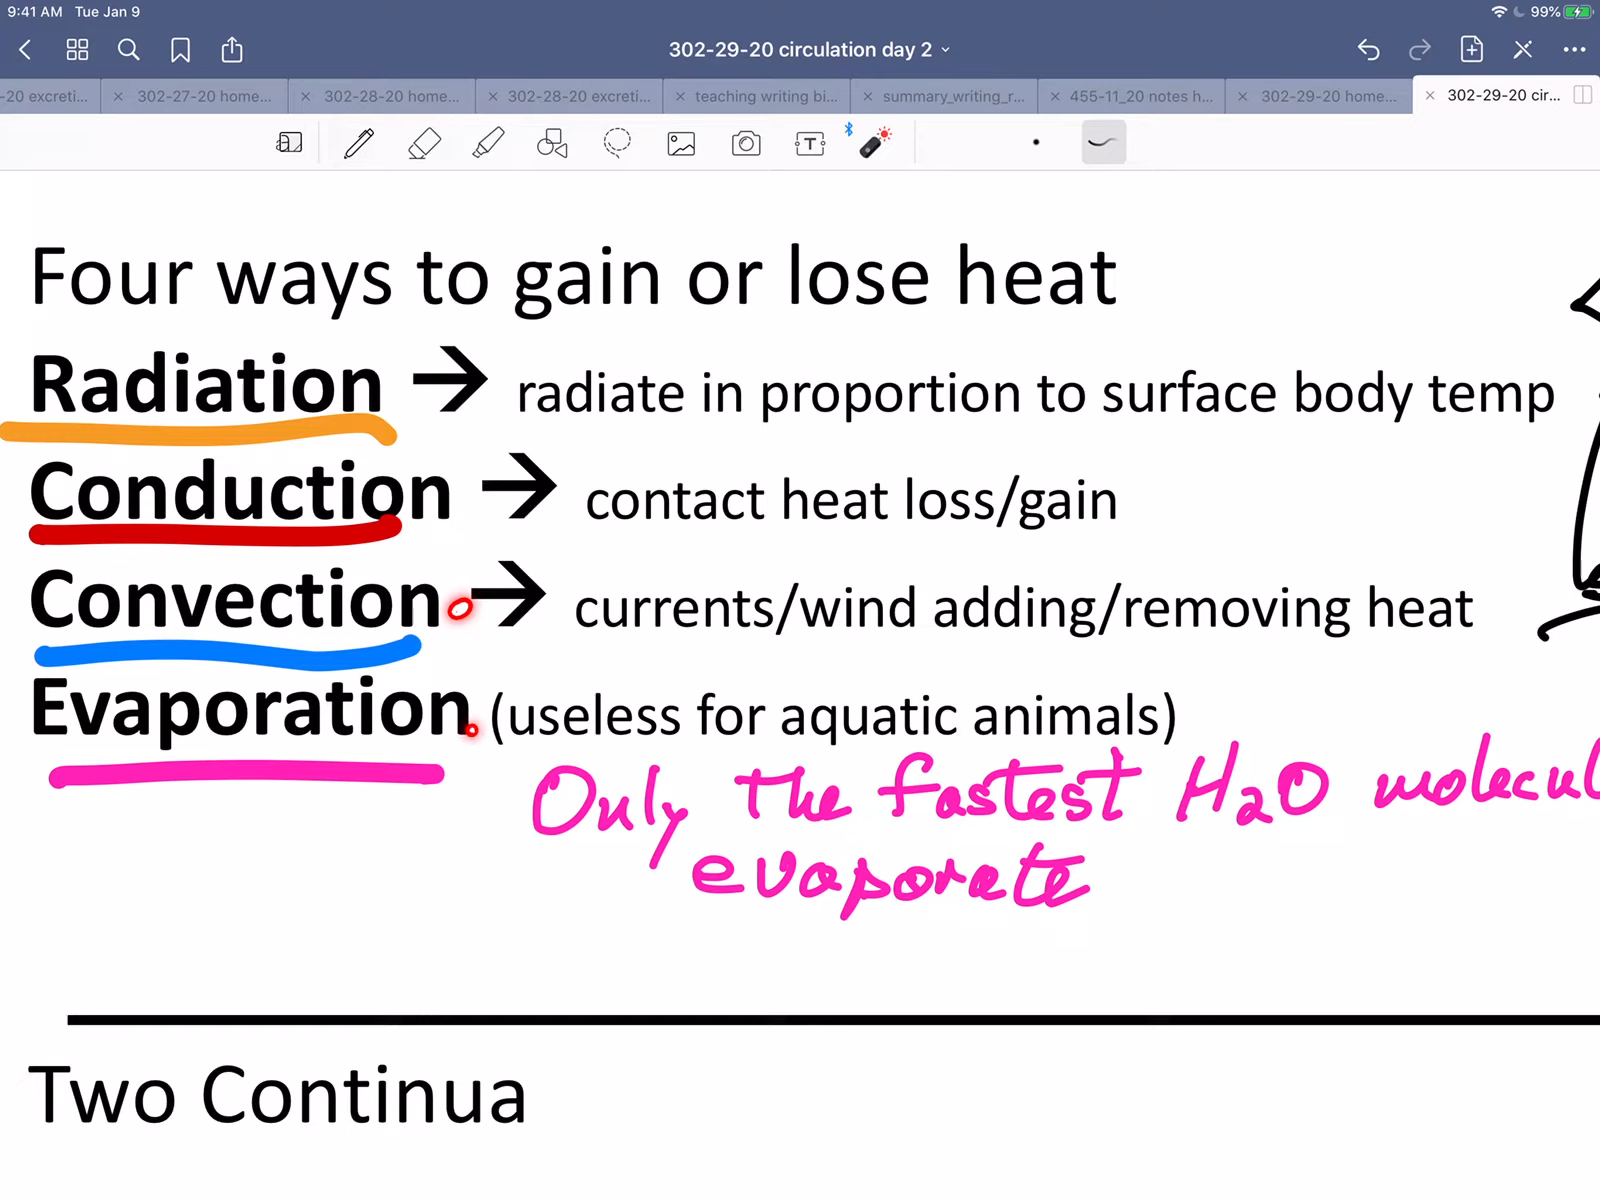 9:41 AM Tue Jan 9 99%
302-29-20 circulation day 2
-20 excreti... 302-27-20 home... 302-28-20 home... 302-28-20 excreti... teaching writing bi... summary_writing_r... 455-11_20 notes h... 302-29-20 home... 302-29-20 cir...
Four ways to gain or lose heat
Radiation → radiate in proportion to surface body temp
Conduction → contact heat loss/gain
Convection → currents/wind adding/removing heat
Evaporation (useless for aquatic animals)
Only the fastest H2O molecul
evaporate
Two Continua